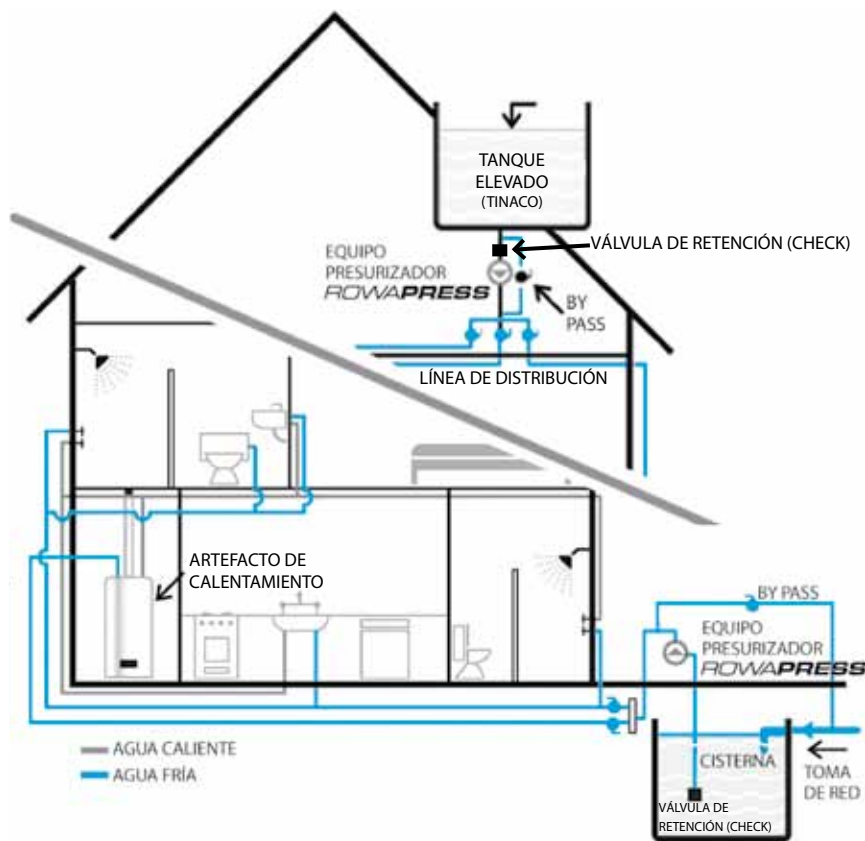 TANQUE
ELEVADO
(TINACO)
VÁLVULA DE RETENCIÓN (CHECK)
EQUIPO
PRESURIZADOR
ROWAPRESS
BY
PASS
LÍNEA DE DISTRIBUCIÓN
ARTEFACTO DE
CALENTAMIENTO
BY PASS
EQUIPO
PRESURIZADOR
ROWAPRESS
AGUA CALIENTE
AGUA FRÍA
CISTERNA
TOMA
DE RED
VÁLVULA DE
RETENCIÓN (CHECK)